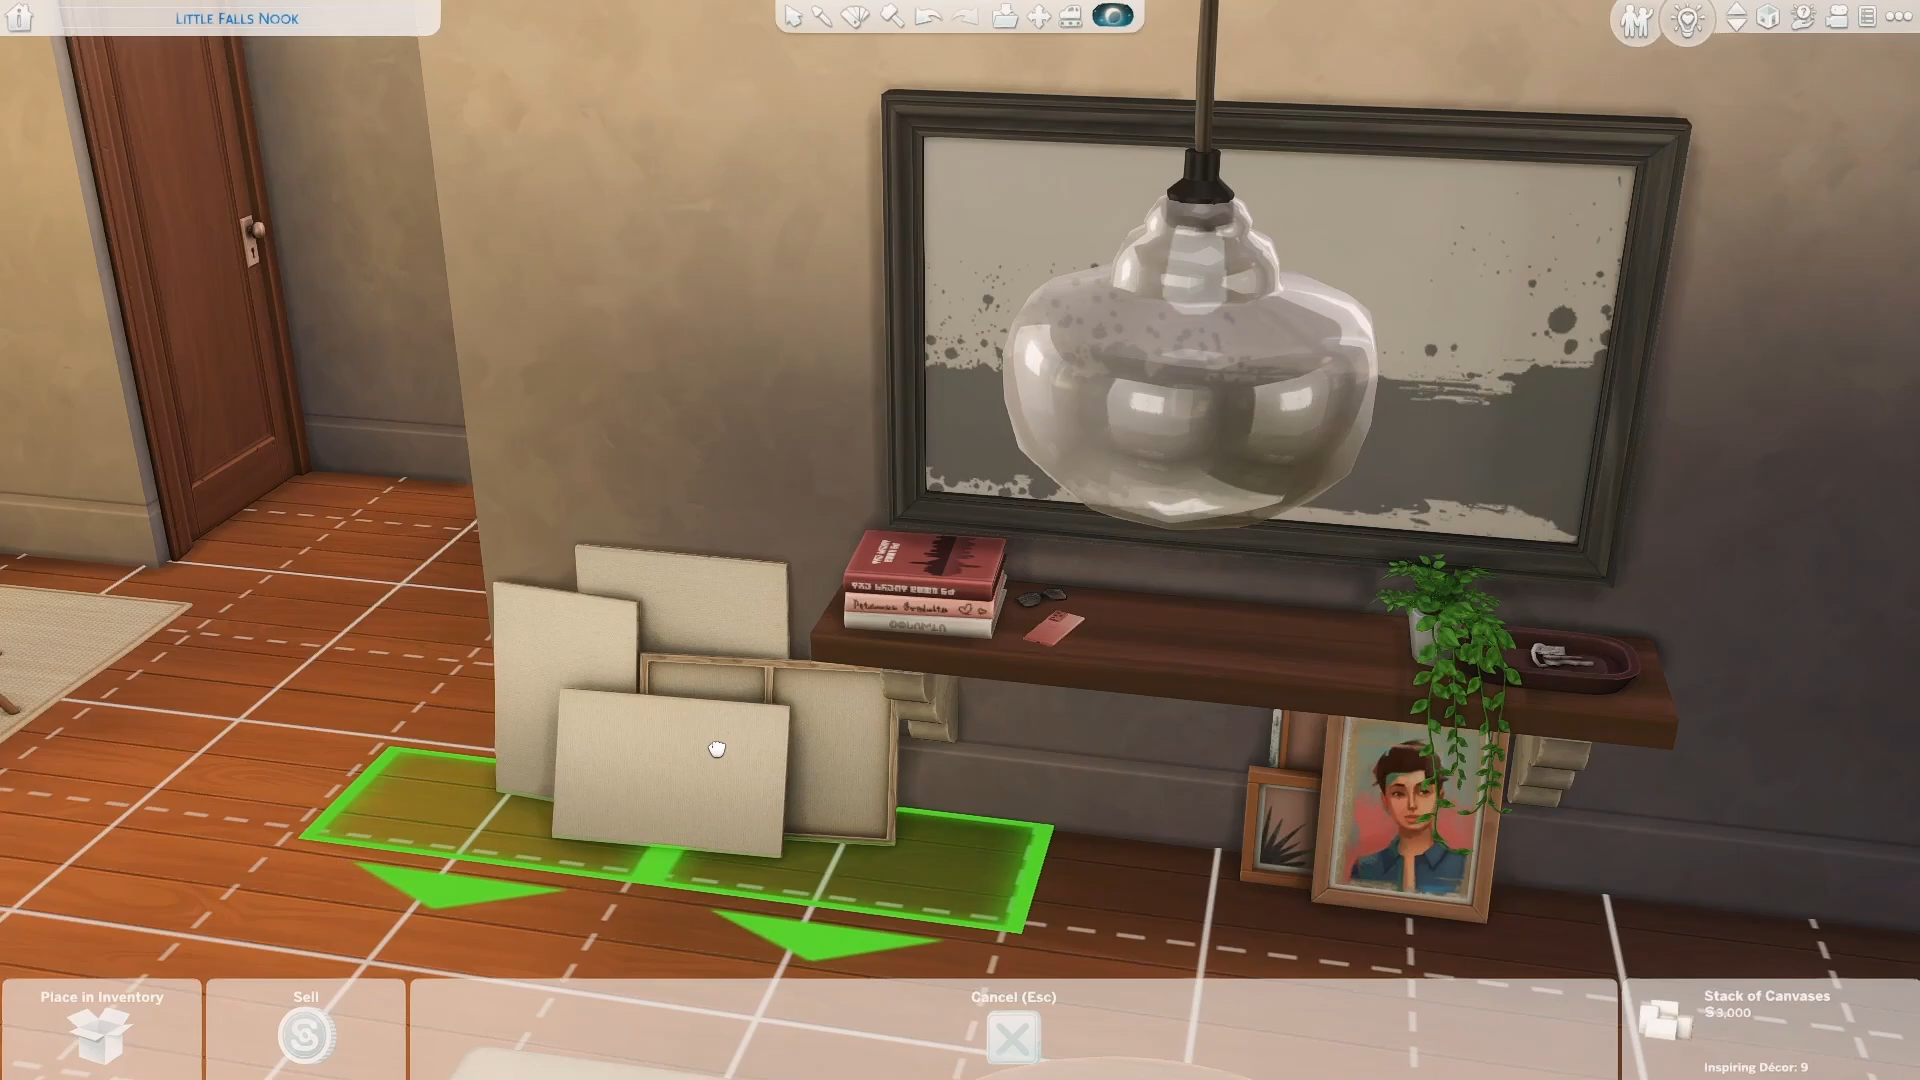 LITTLE FALLS NOOK
Place in Inventory
Sell
Cancel (Esc)
Stack of Canvases
§3,000
Inspiring Décor: 9